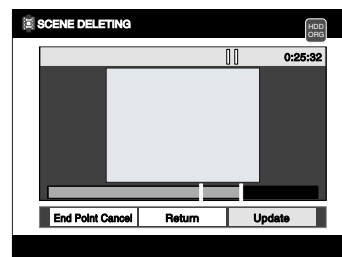 SCENE DELETING
HDD
ORG
0:25:32
End Point Cancel Return Update